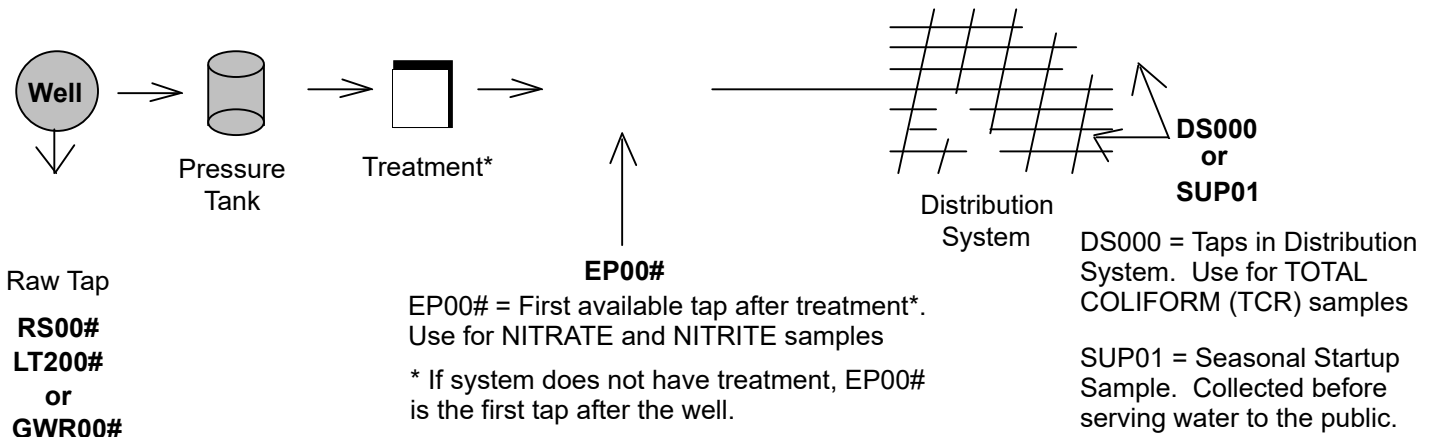 Well
Pressure
Tank
Treatment*
Distribution
System
DS000
or
SUP01
Raw Tap
RS00#
LT200#
or
GWR00#
EP00#
EP00# = First available tap after treatment*.
Use for NITRATE and NITRITE samples
* If system does not have treatment, EP00#
is the first tap after the well.
DS000 = Taps in Distribution
System.  Use for TOTAL
COLIFORM (TCR) samples
SUP01 = Seasonal Startup
Sample.  Collected before
serving water to the public.